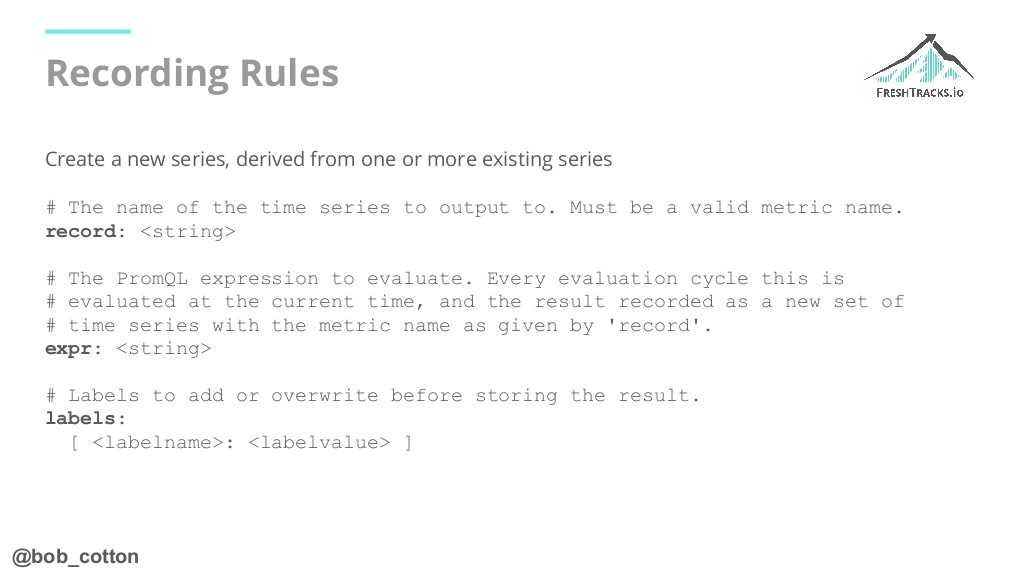 Recording Rules
FRESHTRACKS.io
Create a new series, derived from one or more existing series
# The name of the time series to output to. Must be a valid metric name.
record: <string>
# The PromQL expression to evaluate. Every evaluation cycle this is
# evaluated at the current time, and the result recorded as a new set of
# time series with the metric name as given by 'record'.
expr: <string>
# Labels to add or overwrite before storing the result.
labels:
  [ <labelname>: <labelvalue> ]
@bob_cotton